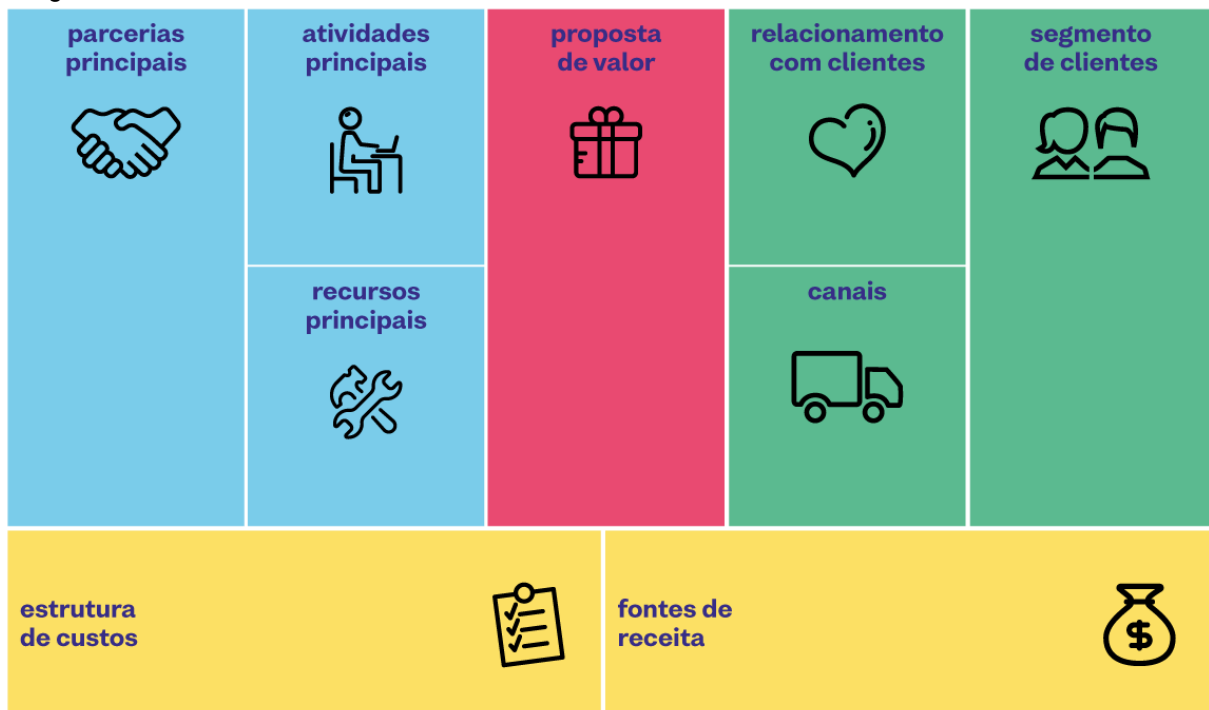 parcerias
principais
atividades
principais
recursos
principais
proposta
de valor
relacionamento
com clientes
canais
segmento
de clientes
estrutura
de custos
fontes de
receita
$